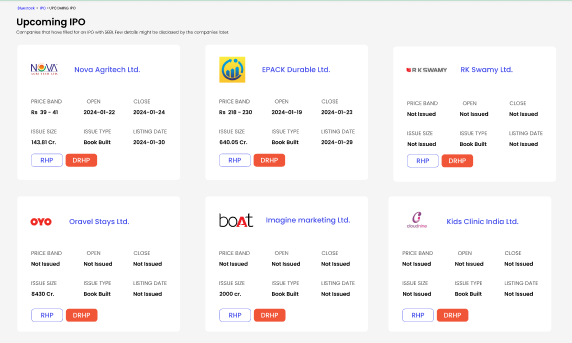 Bluestock > IPO > UPCOMING IPO
Upcoming IPO
Companies that have filed for an IPO with SEBI. Few details might be disclosed by the companies later.
NOVA
AGRITECH LTD.
Nova Agritech Ltd.
PRICE BAND OPEN CLOSE
Rs 39 - 41 2024-01-22 2024-01-24
ISSUE SIZE ISSUE TYPE LISTING DATE
143.81 Cr. Book Built 2024-01-30
RHP DRHP
EPACK Durable Ltd.
PRICE BAND OPEN CLOSE
Rs 218 - 230 2024-01-19 2024-01-23
ISSUE SIZE ISSUE TYPE LISTING DATE
640.05 Cr. Book Built 2024-01-29
RHP DRHP
RK SWAMY RK Swamy Ltd.
PRICE BAND OPEN CLOSE
Not Issued Not Issued Not Issued
ISSUE SIZE ISSUE TYPE LISTING DATE
Not Issued Book Built Not Issued
RHP DRHP
OYO Oravel Stays Ltd.
PRICE BAND OPEN CLOSE
Not Issued Not Issued Not Issued
ISSUE SIZE ISSUE TYPE LISTING DATE
8430 Cr. Book Built Not Issued
RHP DRHP
boAt Imagine marketing Ltd.
PRICE BAND OPEN CLOSE
Not Issued Not Issued Not Issued
ISSUE SIZE ISSUE TYPE LISTING DATE
2000 cr. Book Built Not Issued
RHP DRHP
cloudnine
Kids Clinic India Ltd.
PRICE BAND OPEN CLOSE
Not Issued Not Issued Not Issued
ISSUE SIZE ISSUE TYPE LISTING DATE
Not Issued Book Built Not Issued
RHP DRHP